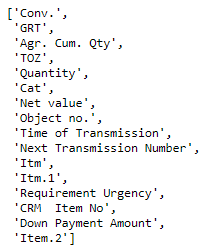 ['Conv.',
'GRT',
'Agr. Cum. Qty',
'TOZ',
'Quantity',
'Cat',
'Net value',
'Object no.',
'Time of Transmission',
'Next Transmission Number',
'Itm',
'Itm.1',
'Requirement Urgency',
'CRM  Item No',
'Down Payment Amount',
'Item.2']